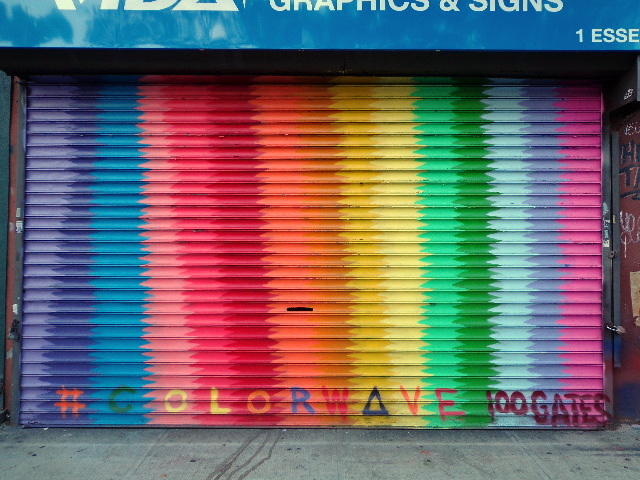 GRAPHICS & SIGNS
1 ESSE
#COLORWAVE 100GATES